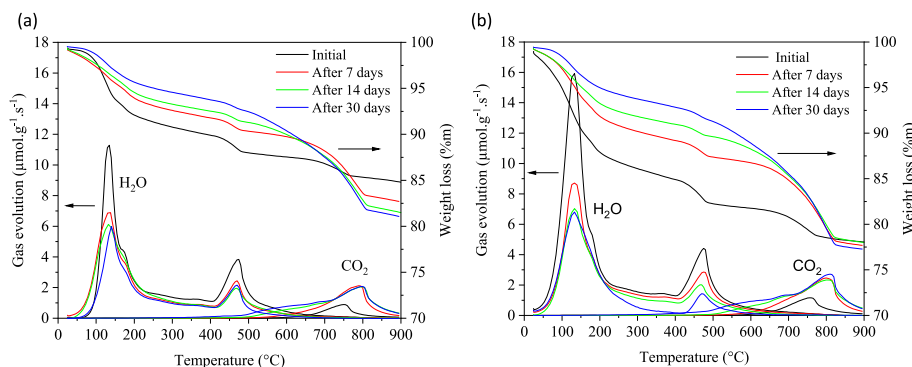 (a)
Gas evolution (µmol.g⁻¹.s⁻¹)
18
16
14
12
10
8
6
4
2
0
Initial
After 7 days
After 14 days
After 30 days
H₂O
CO₂
100
95
90
85
80
75
70
Weight loss (%m)
0 100 200 300 400 500 600 700 800 900
Temperature (°C)
(b)
Gas evolution (µmol.g⁻¹.s⁻¹)
18
16
14
12
10
8
6
4
2
0
Initial
After 7 days
After 14 days
After 30 days
H₂O
CO₂
100
95
90
85
80
75
70
Weight loss (%m)
0 100 200 300 400 500 600 700 800 900
Temperature (°C)